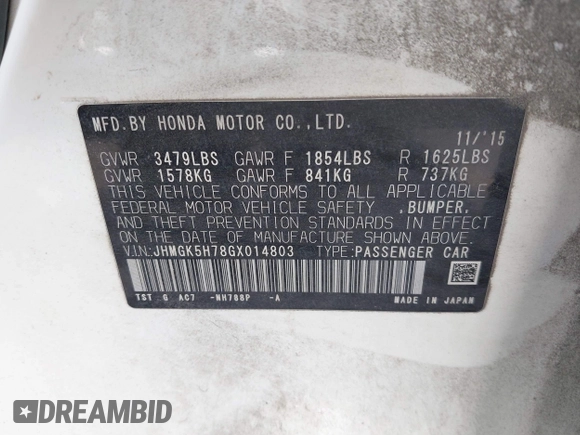 MFD.BY HONDA MOTOR CO.,LTD.
11/'15
GVWR 3479LBS GAWR F 1854LBS R 1625LBS
GVWR 1578KG GAWR F 841KG R 737KG
THIS VEHICLE CONFORMS TO ALL APPLICABLE
FEDERAL MOTOR VEHICLE SAFETY ,BUMPER,
AND THEFT PREVENTION STANDARDS IN EFFECT
ON THE DATE OF MANUFACTURE SHOWN ABOVE.
V.I.N:JHMGK5H78GX014803 TYPE:PASSENGER CAR
TST G AC7 -NH788P -A
MADE IN JAPAN
DREAMBID